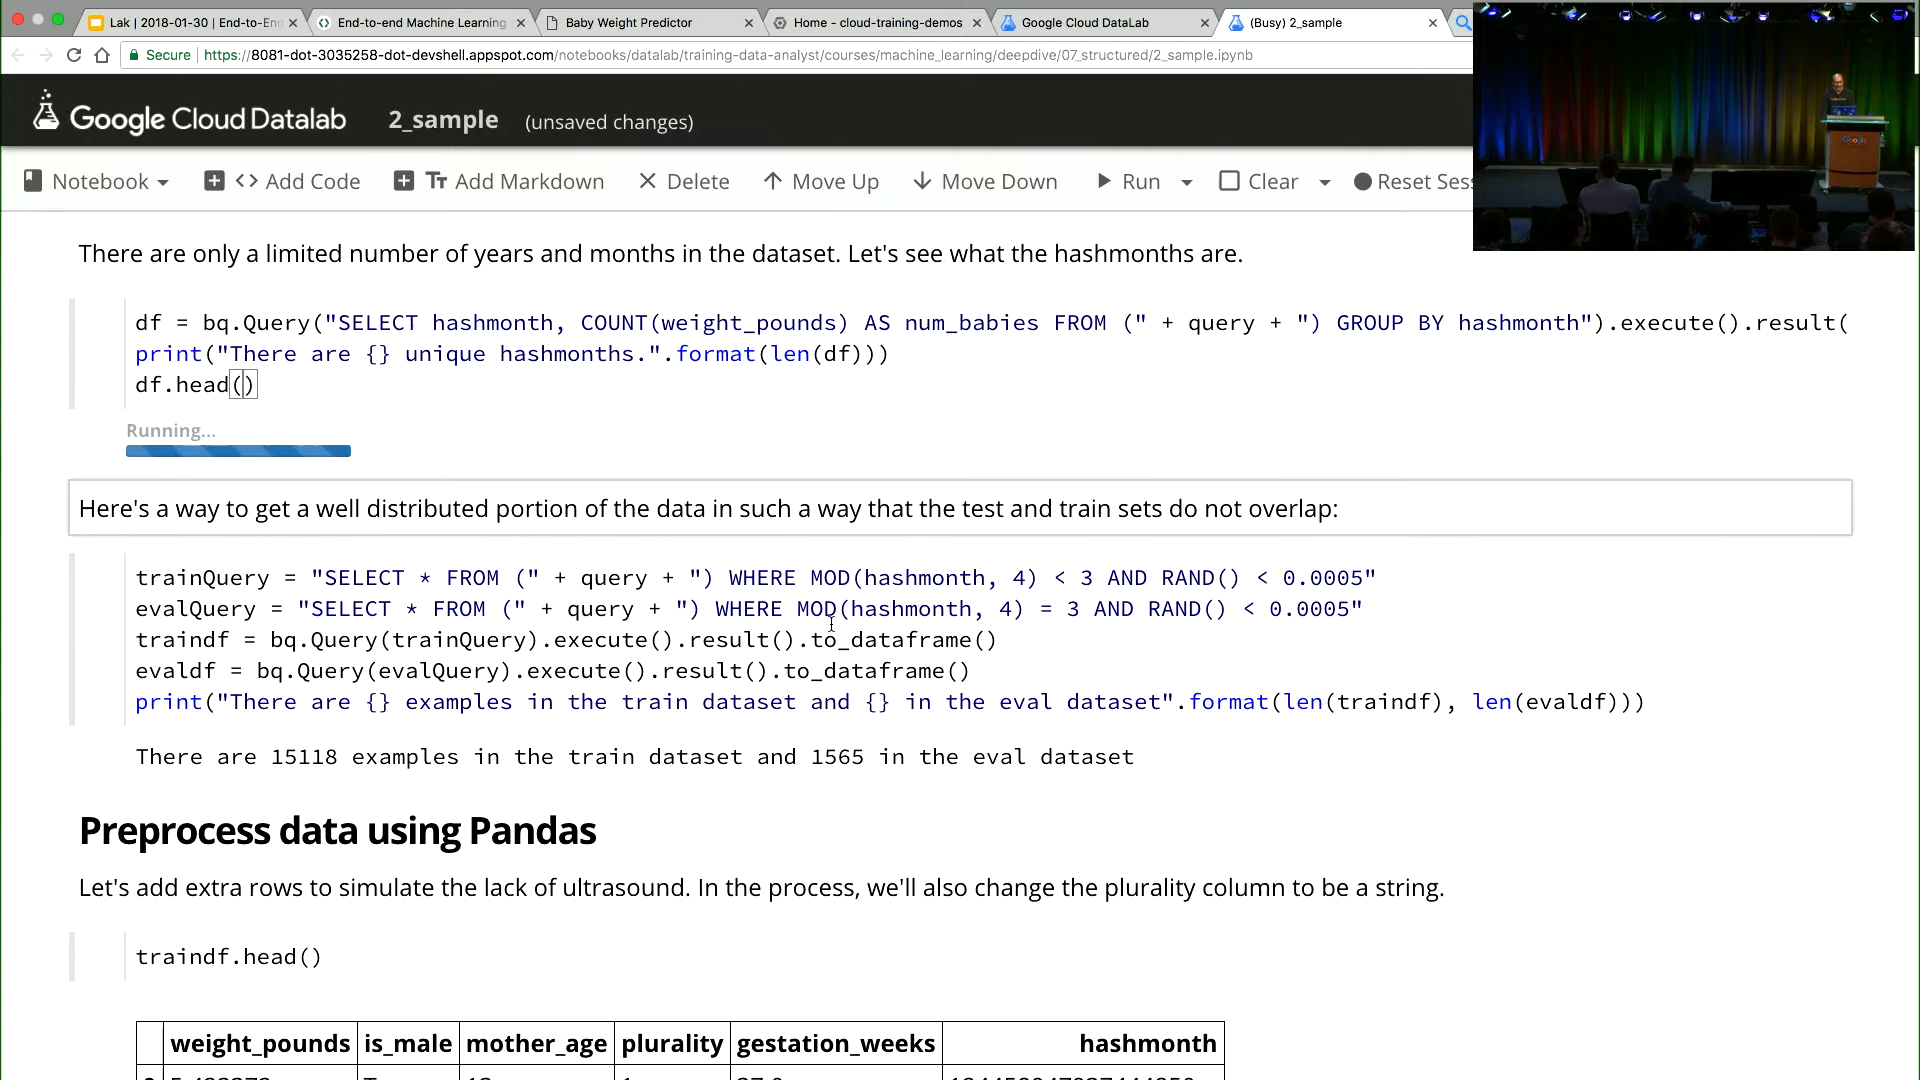 Lak | 2018-01-30 | End-to-End
End-to-end Machine Learning
Baby Weight Predictor
Home - cloud-training-demos
Google Cloud DataLab
(Busy) 2_sample
Secure https://8081-dot-3035258-dot-devshell.appspot.com/notebooks/datalab/training-data-analyst/courses/machine_learning/deepdive/07_structured/2_sample.ipynb
Google Cloud Datalab 2_sample (unsaved changes)
Notebook <> Add Code Tт Add Markdown Delete Move Up Move Down Run Clear Reset Sess
There are only a limited number of years and months in the dataset. Let's see what the hashmonths are.
df = bq.Query("SELECT hashmonth, COUNT(weight_pounds) AS num_babies FROM (" + query + ") GROUP BY hashmonth").execute().result(
print("There are {} unique hashmonths.".format(len(df)))
df.head()
Running...
Here's a way to get a well distributed portion of the data in such a way that the test and train sets do not overlap:
trainQuery = "SELECT * FROM (" + query + ") WHERE MOD(hashmonth, 4) < 3 AND RAND() < 0.0005"
evalQuery = "SELECT * FROM (" + query + ") WHERE MOD(hashmonth, 4) = 3 AND RAND() < 0.0005"
traindf = bq.Query(trainQuery).execute().result().to_dataframe()
evaldf = bq.Query(evalQuery).execute().result().to_dataframe()
print("There are {} examples in the train dataset and {} in the eval dataset".format(len(traindf), len(evaldf)))
There are 15118 examples in the train dataset and 1565 in the eval dataset
Preprocess data using Pandas
Let's add extra rows to simulate the lack of ultrasound. In the process, we'll also change the plurality column to be a string.
traindf.head()
weight_pounds is_male mother_age plurality gestation_weeks hashmonth
Google